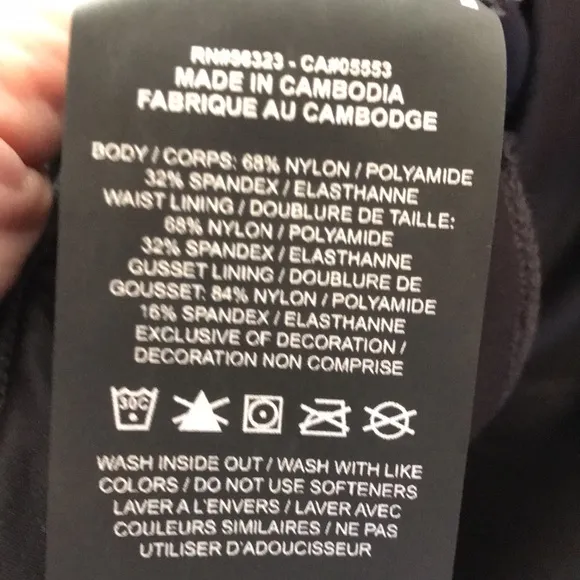 RN#96323 - CA#05553
MADE IN CAMBODIA
FABRIQUE AU CAMBODGE
BODY / CORPS: 68% NYLON / POLYAMIDE
32% SPANDEX / ELASTHANNE
WAIST LINING / DOUBLURE DE TAILLE:
68% NYLON / POLYAMIDE
32% SPANDEX / ELASTHANNE
GUSSET LINING / DOUBLURE DE
GOUSSET: 84% NYLON / POLYAMIDE
16% SPANDEX / ELASTHANNE
EXCLUSIVE OF DECORATION /
DECORATION NON COMPRISE
30C
WASH INSIDE OUT / WASH WITH LIKE
COLORS / DO NOT USE SOFTENERS
LAVER A L'ENVERS / LAVER AVEC
COULEURS SIMILAIRES / NE PAS
UTILISER D'ADOUCISSEUR